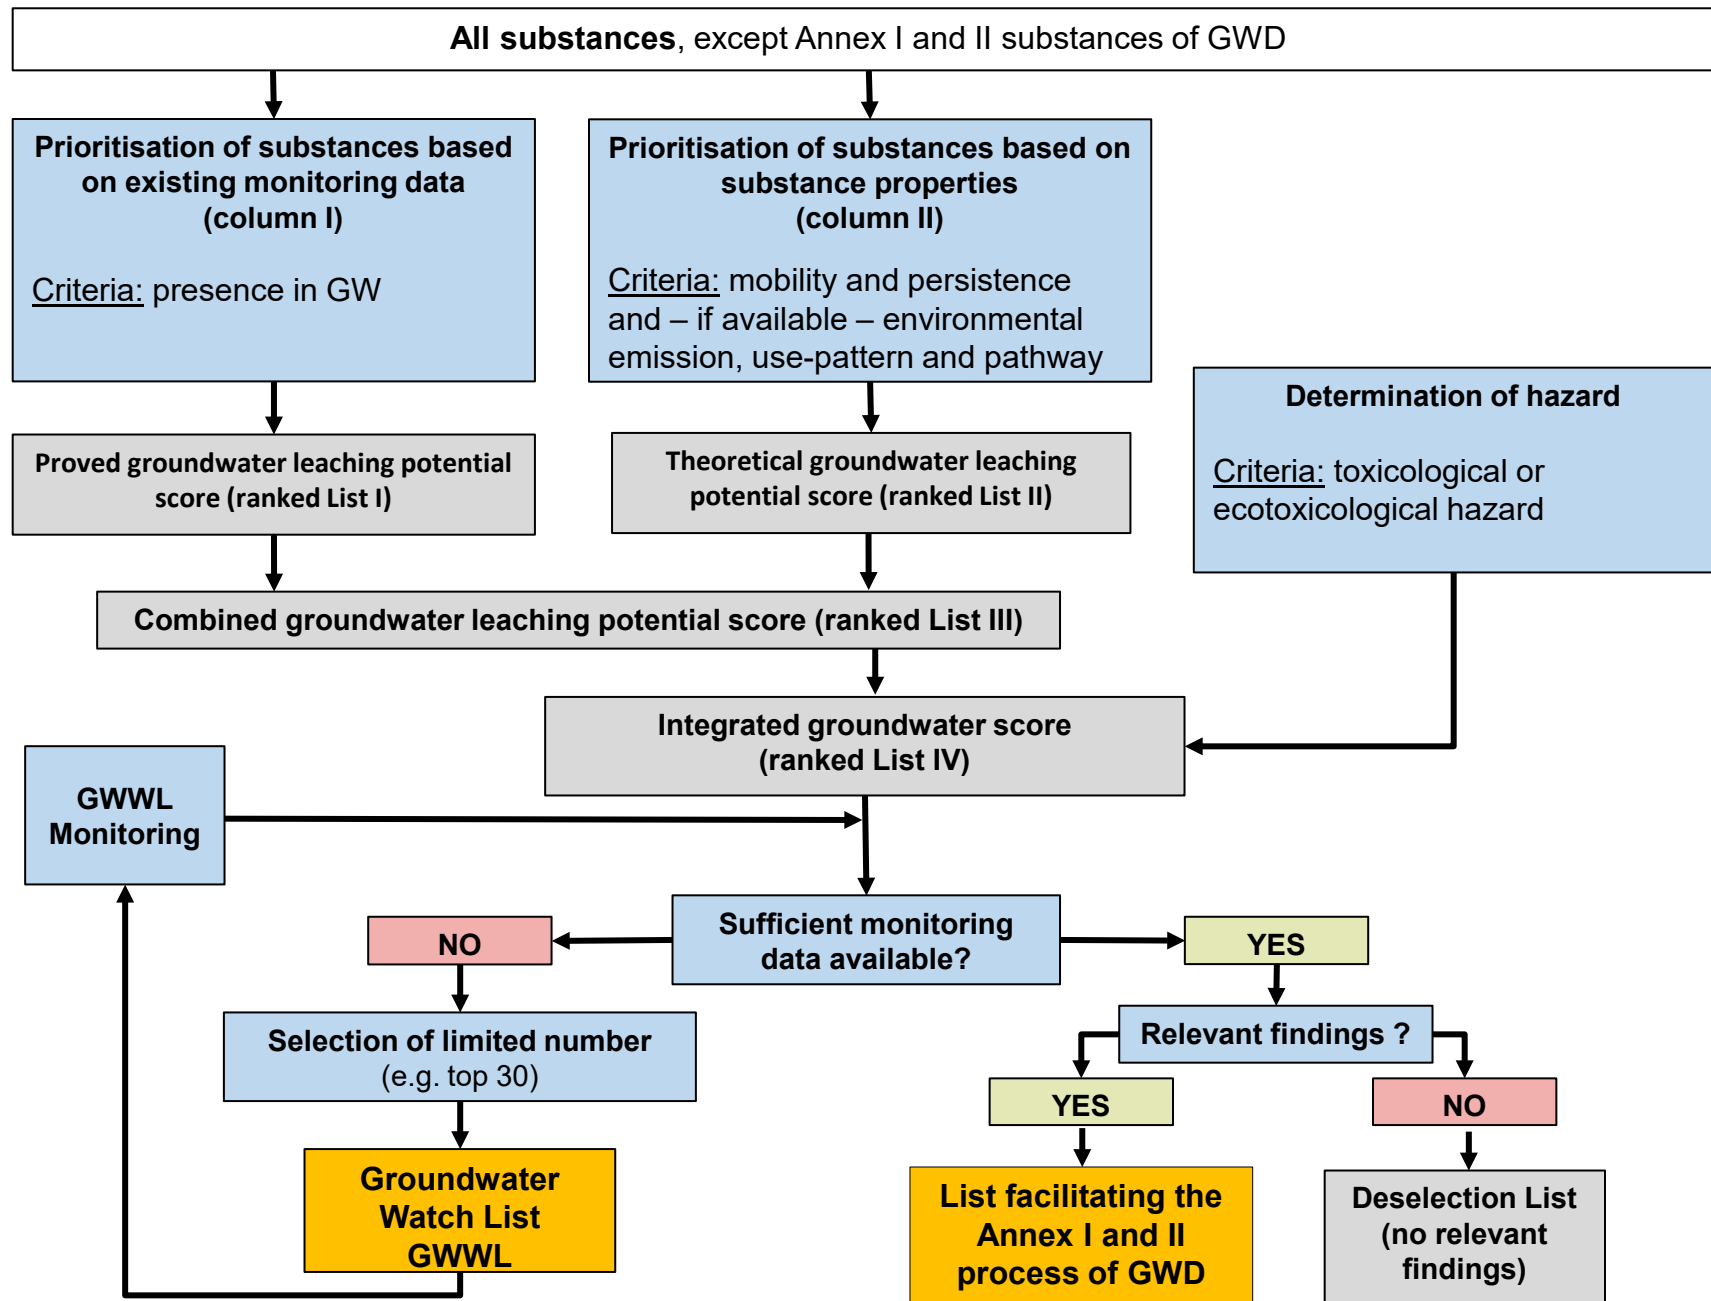 All substances, except Annex I and II substances of GWD
Prioritisation of substances based
on existing monitoring data
(column I)
Criteria: presence in GW
Prioritisation of substances based on
substance properties
(column II)
Criteria: mobility and persistence
and – if available – environmental
emission, use-pattern and pathway
Determination of hazard
Criteria: toxicological or
ecotoxicological hazard
Proved groundwater leaching potential
score (ranked List I)
Theoretical groundwater leaching
potential score (ranked List II)
Combined groundwater leaching potential score (ranked List III)
Integrated groundwater score
(ranked List IV)
GWWL
Monitoring
Sufficient monitoring
data available?
NO
YES
Selection of limited number
(e.g. top 30)
Relevant findings ?
YES
NO
Groundwater
Watch List
GWWL
List facilitating the
Annex I and II
process of GWD
Deselection List
(no relevant
findings)